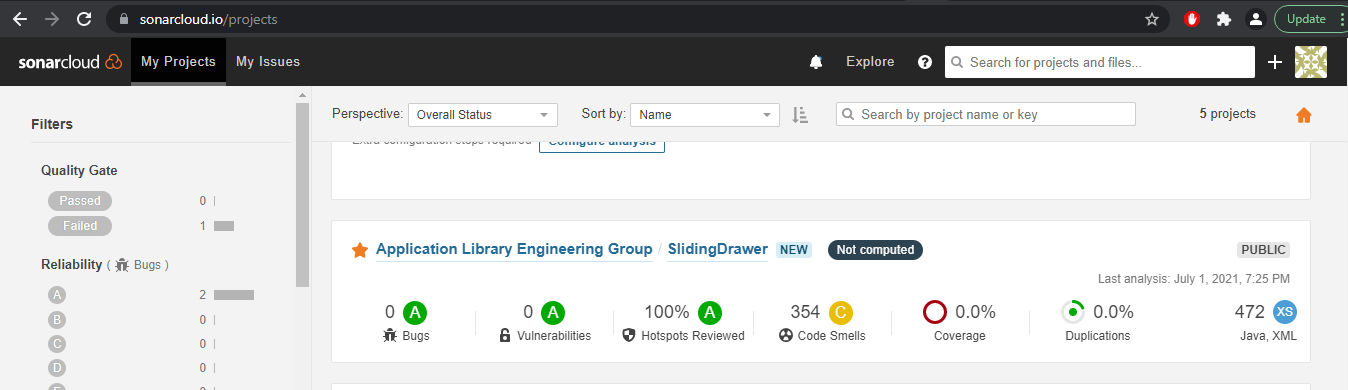 sonarcloud.io/projects
Update
sonarcloud My Projects My Issues Explore ? Search for projects and files... +
Filters
Perspective: Overall Status Sort by: Name Search by project name or key 5 projects
Extra configuration steps required Configure analysis
Quality Gate
Passed 0
Failed 1
Reliability ( Bugs )
A 2
B 0
C 0
D 0
Application Library Engineering Group / SlidingDrawer NEW Not computed PUBLIC
Last analysis: July 1, 2021, 7:25 PM
0 A 0 A 100% A 354 C 0.0% 0.0% 472 XS
Bugs Vulnerabilities Hotspots Reviewed Code Smells Coverage Duplications Java, XML